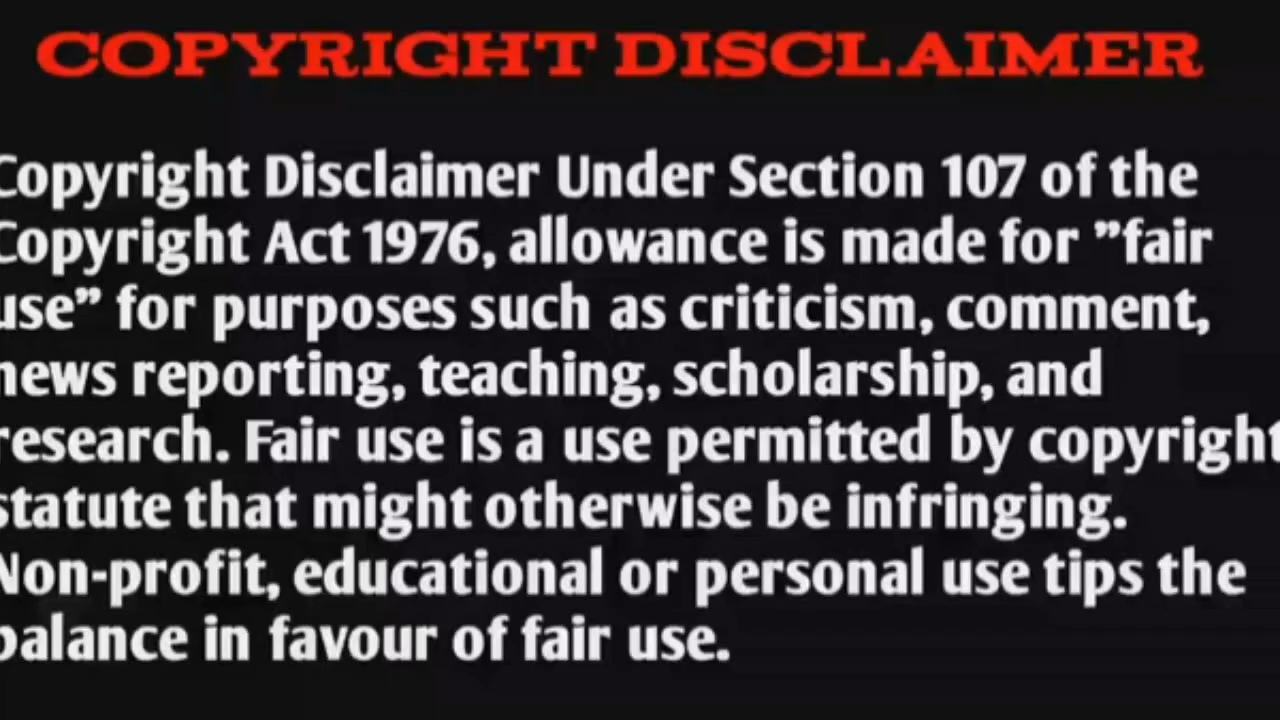 COPYRIGHT DISCLAIMER
Copyright Disclaimer Under Section 107 of the
Copyright Act 1976, allowance is made for ”fair
use” for purposes such as criticism, comment,
news reporting, teaching, scholarship, and
research. Fair use is a use permitted by copyright
statute that might otherwise be infringing.
Non-profit, educational or personal use tips the
balance in favour of fair use.